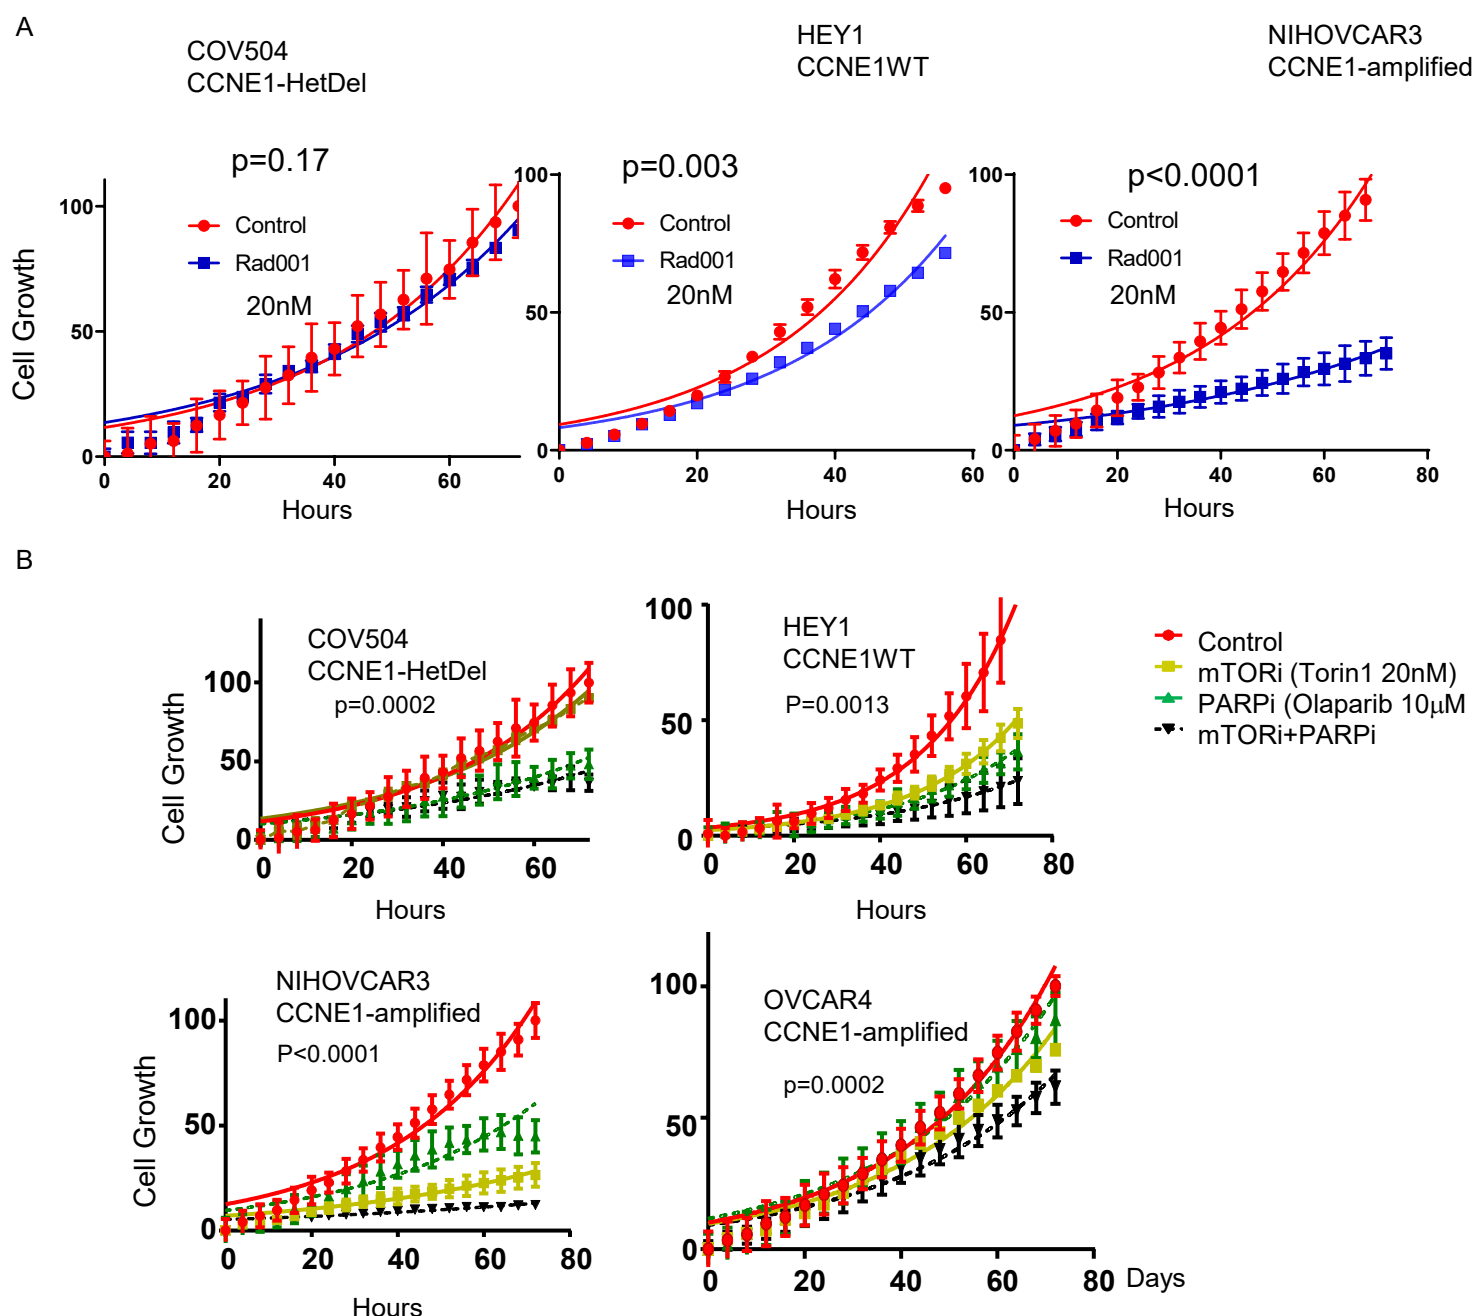 A
COV504
CCNE1-HetDel
HEY1
CCNE1WT
NIHOVCAR3
CCNE1-amplified
p=0.17
p=0.003
p<0.0001
Control
Rad001
20nM
Control
Rad001
20nM
Control
Rad001
20nM
Cell Growth
100
50
0
0
20
40
60
Hours
100
50
0
0
20
40
60
Hours
100
50
0
0
20
40
60
80
Hours
B
COV504
CCNE1-HetDel
p=0.0002
Cell Growth
100
50
0
0
20
40
60
Hours
HEY1
CCNE1WT
P=0.0013
100
50
0
0
20
40
60
80
Hours
Control
mTORi (Torin1 20nM)
PARPi (Olaparib 10μM
mTORi+PARPi
NIHOVCAR3
CCNE1-amplified
P<0.0001
Cell Growth
100
50
0
0
20
40
60
80
Hours
OVCAR4
CCNE1-amplified
p=0.0002
100
50
0
0
20
40
60
80
Days